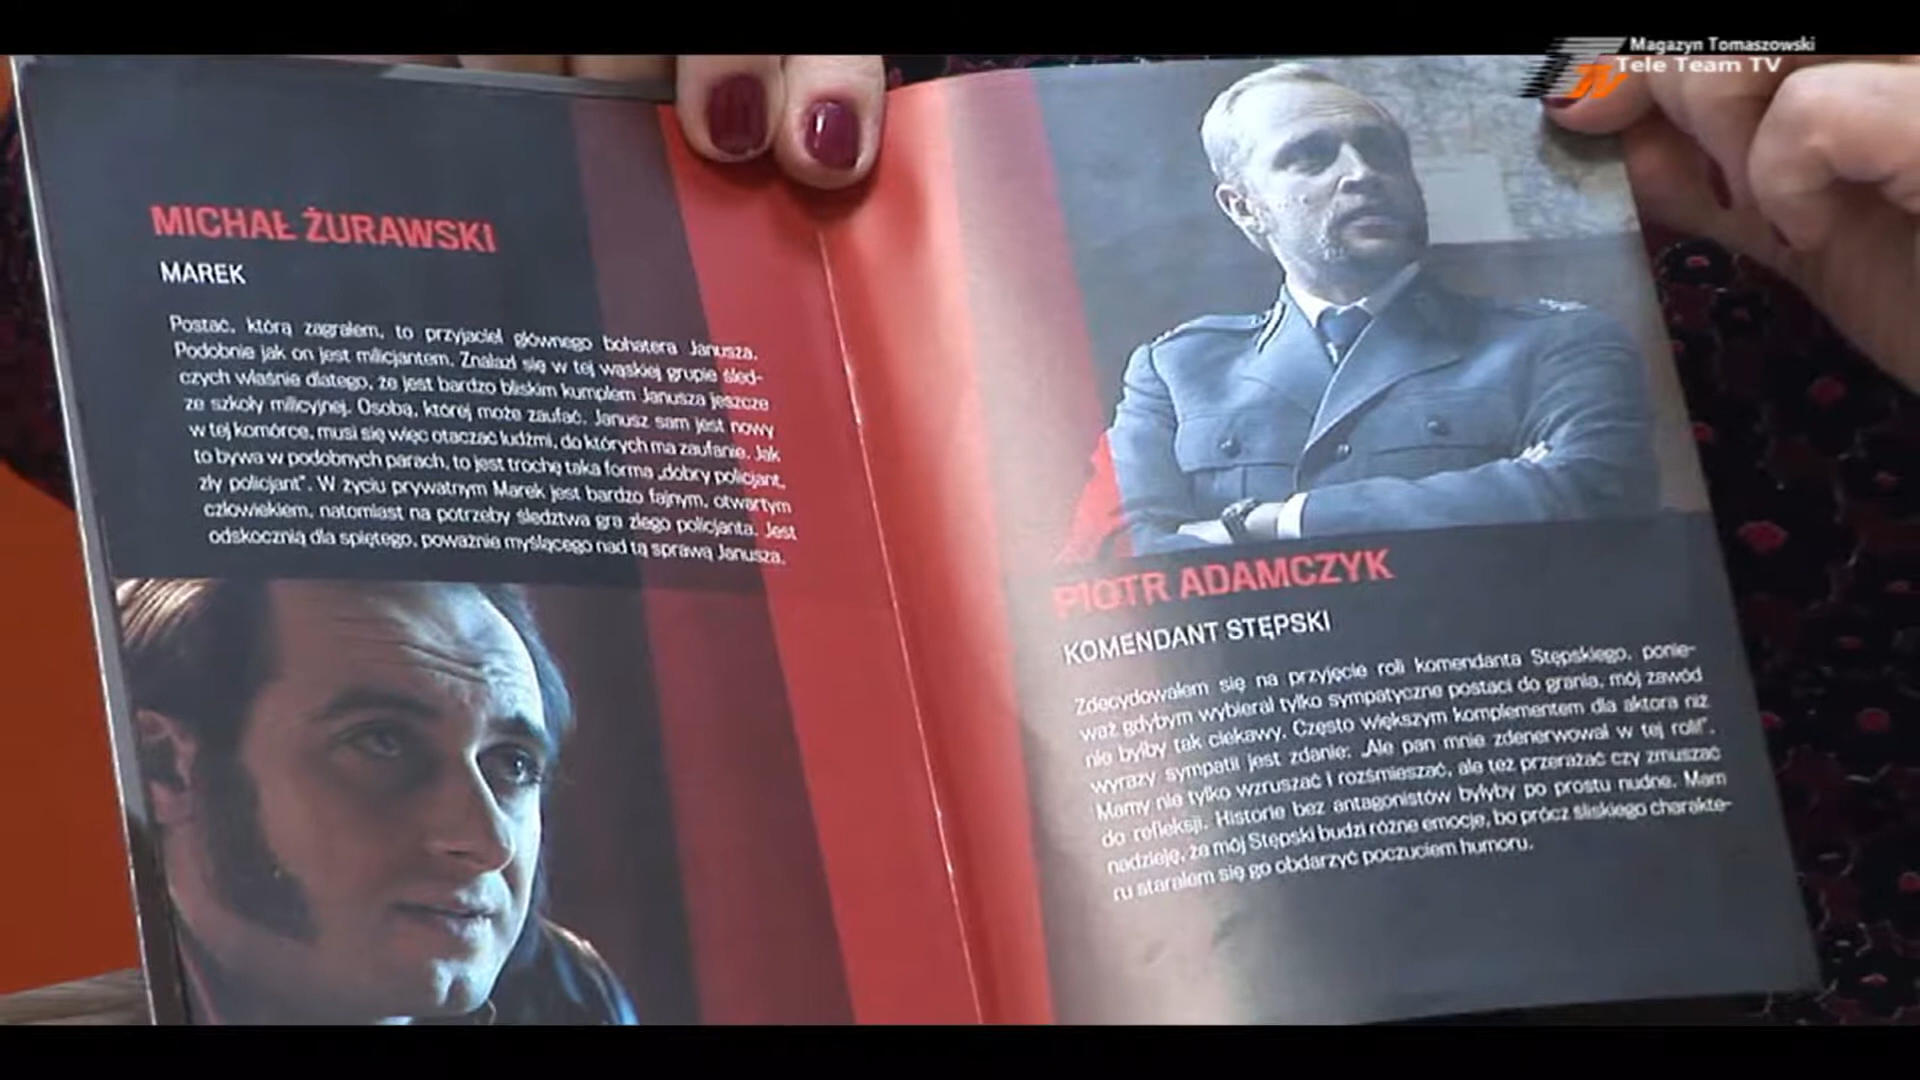 Magazyn Tomaszowski
Tele Team TV
MICHAŁ ŻURAWSKI
MAREK
Postać, którą zagrałem, to przyjaciel głównego bohatera Janusza.
Podobnie jak on jest milicjantem. Znalazł się w tej wąskiej grupie śled-
czych właśnie dlatego, że jest bardzo bliskim kumplem Janusza jeszcze
ze szkoły milicyjnej. Osobą, której może zaufać. Janusz sam jest nowy
w tej komórce, musi się więc otaczać ludźmi, do których ma zaufanie. Jak
to bywa w podobnych parach, to jest trochę taka forma „dobry policjant,
zły policjant”. W życiu prywatnym Marek jest bardzo fajnym, otwartym
człowiekiem, natomiast na potrzeby śledztwa gra złego policjanta. Jest
odskocznią dla spiętego, poważnie myślącego nad tą sprawą Janusza.
PIOTR ADAMCZYK
KOMENDANT STĘPSKI
Zdecydowałem się na przyjęcie roli komendanta Stępskiego, ponie-
waż gdybym wybierał tylko sympatyczne postaci do grania, mój zawód
nie byłby tak ciekawy. Często większym komplementem dla aktora niż
wyrazy sympatii jest zdanie: „Ale pan mnie zdenerwował w tej roli!”.
Mamy nie tylko wzruszać i rozśmieszać, ale też przerażać czy zmuszać
do refleksji. Historie bez antagonistów byłyby po prostu nudne. Mam
nadzieję, że mój Stępski budzi różne emocje, bo prócz śliskiego charakte-
ru starałem się go obdarzyć poczuciem humoru.